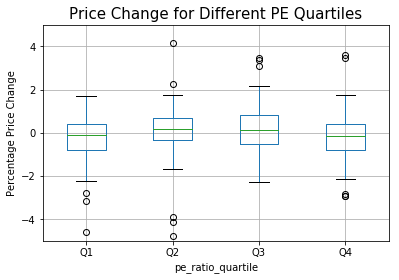 Price Change for Different PE Quartiles
Percentage Price Change
4
2
0
−2
−4
Q1 Q2 Q3 Q4
pe_ratio_quartile